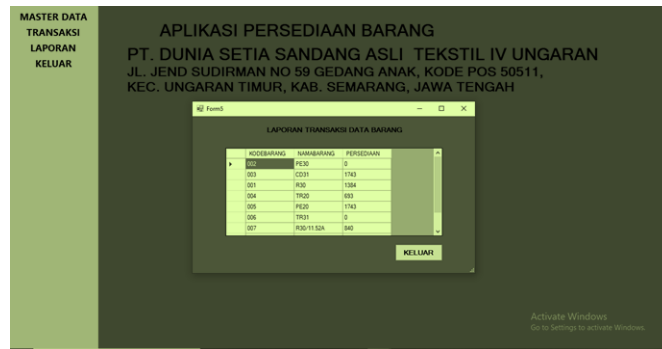 MASTER DATA
TRANSAKSI
LAPORAN
KELUAR
APLIKASI PERSEDIAAN BARANG
PT. DUNIA SETIA SANDANG ASLI TEKSTIL IV UNGARAN
JL. JEND SUDIRMAN NO 59 GEDANG ANAK, KODE POS 50511,
KEC. UNGARAN TIMUR, KAB. SEMARANG, JAWA TENGAH
Form5
LAPORAN TRANSAKSI DATA BARANG
KODEBARANG NAMABARANG PERSEDIAAN
002 PE30 0
003 CD31 1743
001 R30 1384
004 TR20 693
005 PE20 1743
006 TR31 0
007 R30/11.52A 840
KELUAR
Activate Windows
Go to Settings to activate Windows.